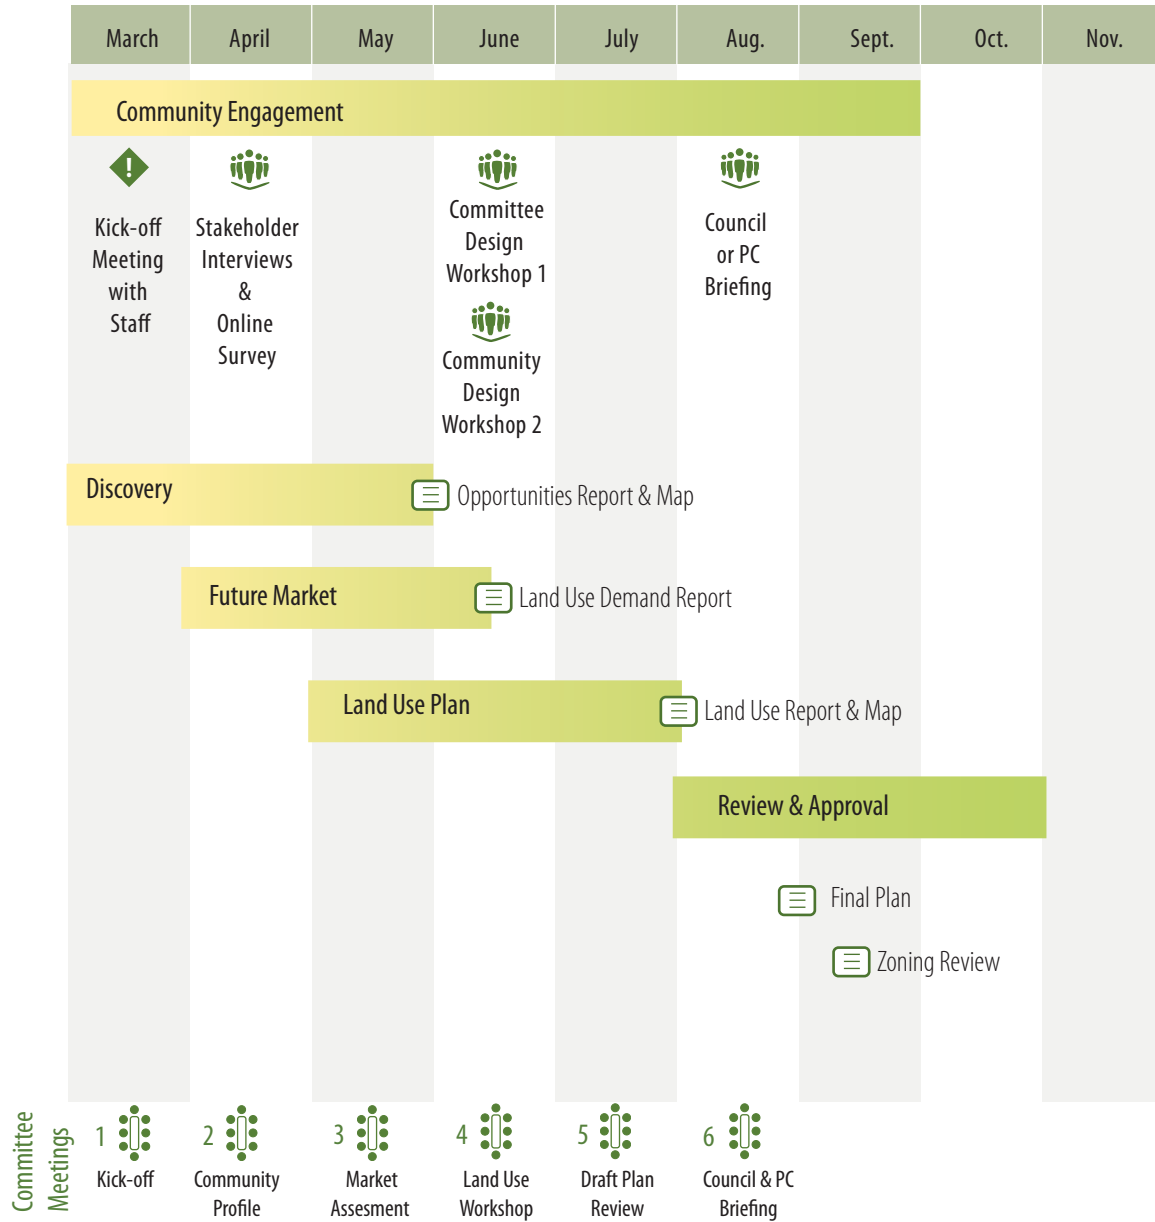 March April May June July Aug. Sept. Oct. Nov.
Community Engagement
!
Kick-off
Meeting
with
Staff
Stakeholder
Interviews
&
Online
Survey
Committee
Design
Workshop 1
Community
Design
Workshop 2
Council
or PC
Briefing
Discovery
Opportunities Report & Map
Future Market
Land Use Demand Report
Land Use Plan
Land Use Report & Map
Review & Approval
Final Plan
Zoning Review
Committee
Meetings
1
Kick-off
2
Community
Profile
3
Market
Assesment
4
Land Use
Workshop
5
Draft Plan
Review
6
Council & PC
Briefing